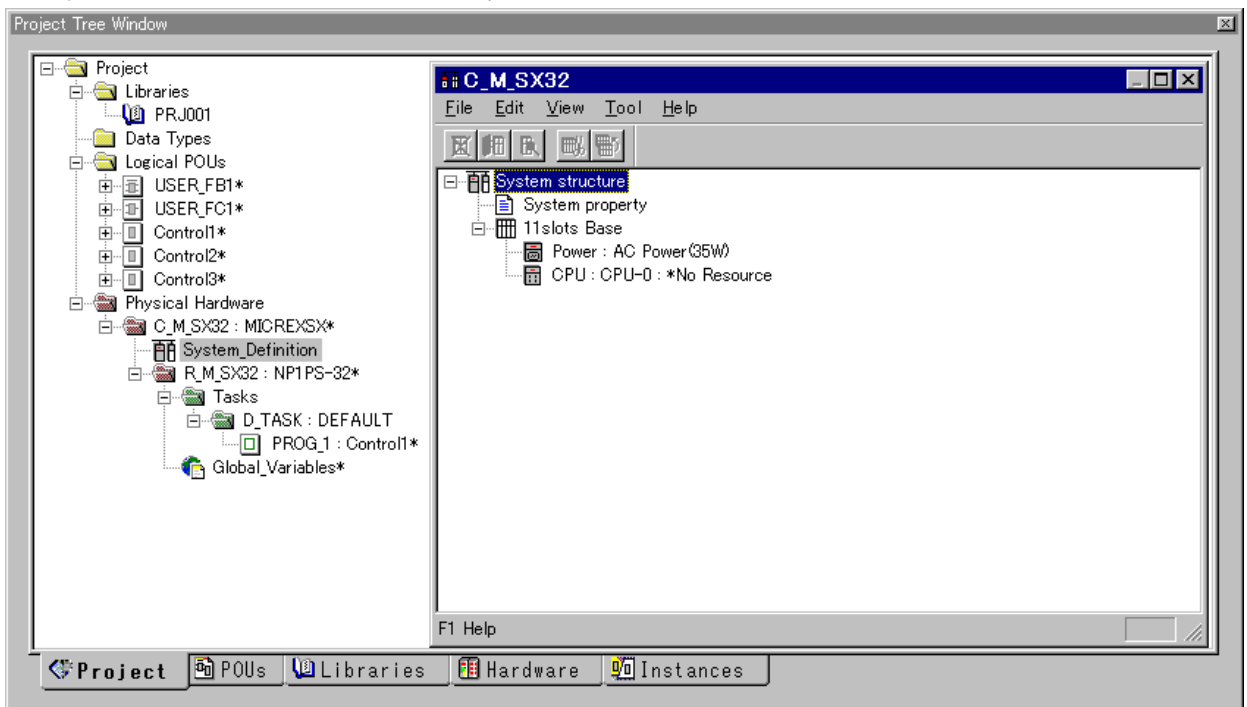 Project Tree Window
Project
Libraries
PRJ001
Data Types
Logical POUs
USER_FB1*
USER_FC1*
Control1*
Control2*
Control3*
Physical Hardware
C_M_SX32 : MICREXSX*
System_Definition
R_M_SX32 : NP1PS-32*
Tasks
D_TASK : DEFAULT
PROG_1 : Control1*
Global_Variables*
C_M_SX32
File Edit View Tool Help
System structure
System property
11slots Base
Power : AC Power(35W)
CPU : CPU-0 : *No Resource
F1 Help
Project POUs Libraries Hardware Instances